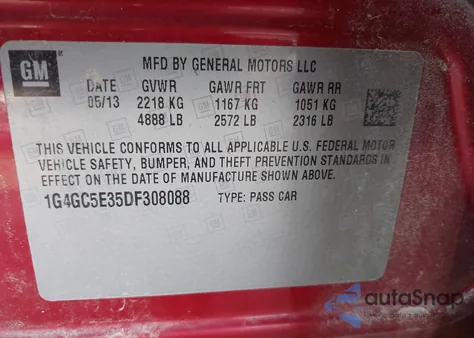 GM
MFD BY GENERAL MOTORS LLC
DATE GVWR GAWR FRT GAWR RR
05/13 2218 KG 1167 KG 1051 KG
4888 LB 2572 LB 2316 LB
THIS VEHICLE CONFORMS TO ALL APPLICABLE U.S. FEDERAL MOTOR
VEHICLE SAFETY, BUMPER, AND THEFT PREVENTION STANDARDS IN
EFFECT ON THE DATE OF MANUFACTURE SHOWN ABOVE.
1G4GC5E35DF308088 TYPE: PASS CAR
autaSnap